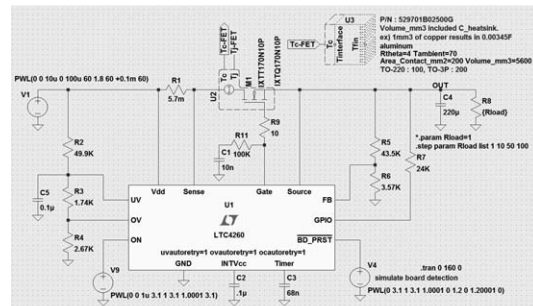 U3
Tc-FET
Tj-FET
Tc-FET
Tc
Tinterface
Tfin
P/N : 529701B02500G
Volume_mm3 included C_heatsink.
ex) 1mm3 of copper results in 0.00345F
aluminum
Rtheta=4 Tambient=70
Area_Contact_mm2=200 Volume_mm3=5600
TO-220 : 100, TO-3P : 200
PWL(0 0 10u 0 100u 60 1.8 60 +0.1m 60)
V1
R1
5.7m
U2
Tc
Tj
M1
IXTT170N10P
IXTQ170N10P
OUT
C4
220µ
R8
{Rload}
R9
10
R11
100K
C1
10n
R2
49.9K
R5
43.5K
R7
24K
*.param Rload=1
.step param Rload list 1 10 50 100
R6
3.57K
C5
0.1µ
R3
1.74K
R4
2.67K
Vdd
Sense
Gate
Source
UV
OV
ON
U1
LTC4260
FB
GPIO
BD_PRST
uvautoretry=1 ovautoretry=1 ocautoretry=1
GND
INTVcc
Timer
V9
PWL(0 0 1u 3.1 1 3.1 1.0001 3.1)
C2
.1µ
C3
68n
V4
.tran 0 160 0
simulate board detection
PWL(0 3.1 1 3.1 1.0001 0 1.2 0 1.20001 0)